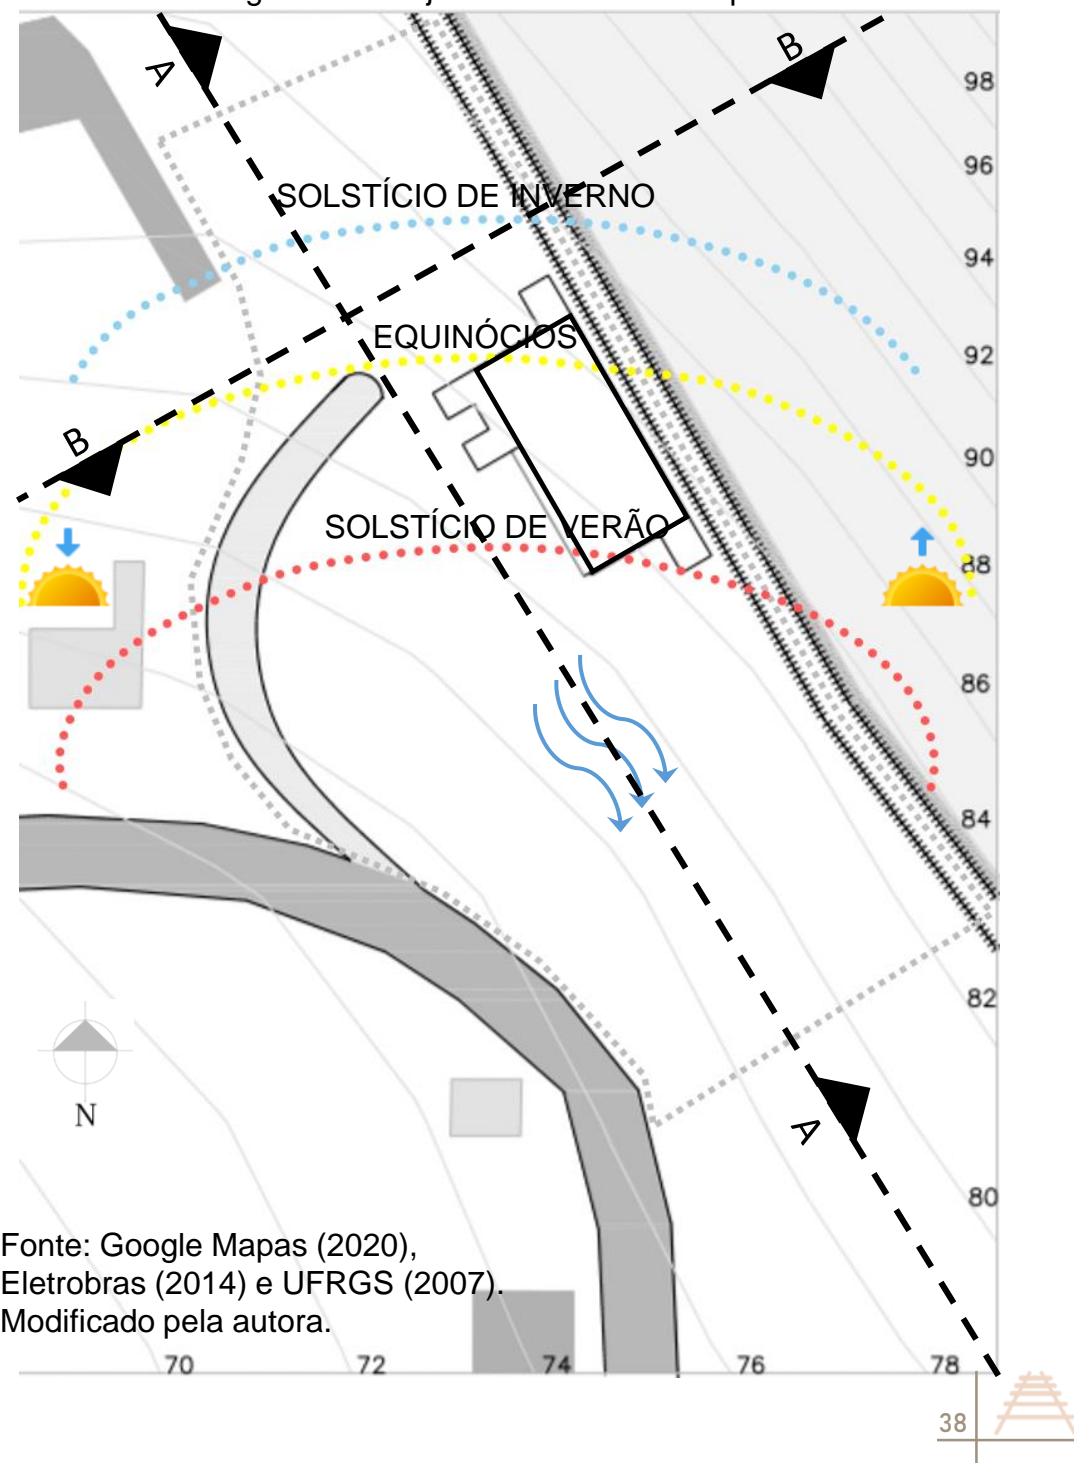 A
B
98
96
SOLSTÍCIO DE INVERNO
94
EQUINÓCIOS
92
B
90
SOLSTÍCIO DE VERÃO
88
86
84
82
N
A
80
Fonte: Google Mapas (2020),
Eletrobras (2014) e UFRGS (2007).
Modificado pela autora.
70 72 74 76 78
38